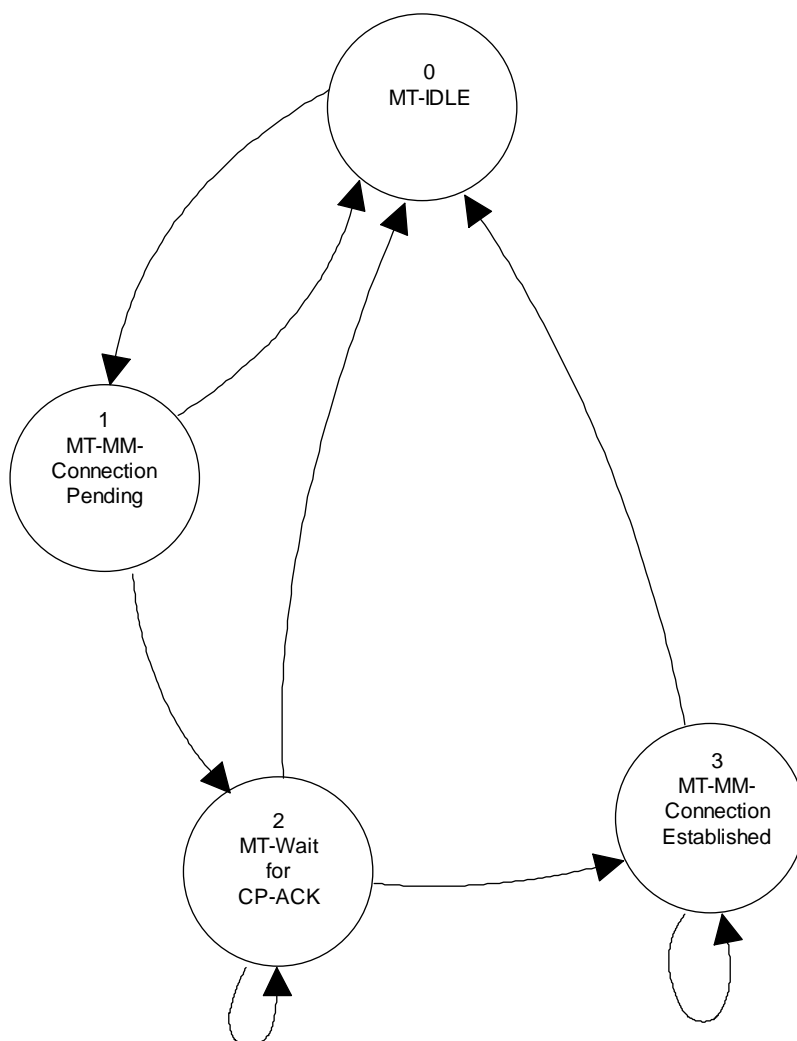 0
MT-IDLE
1
MT-MM-
Connection
Pending
2
MT-Wait
for
CP-ACK
3
MT-MM-
Connection
Established